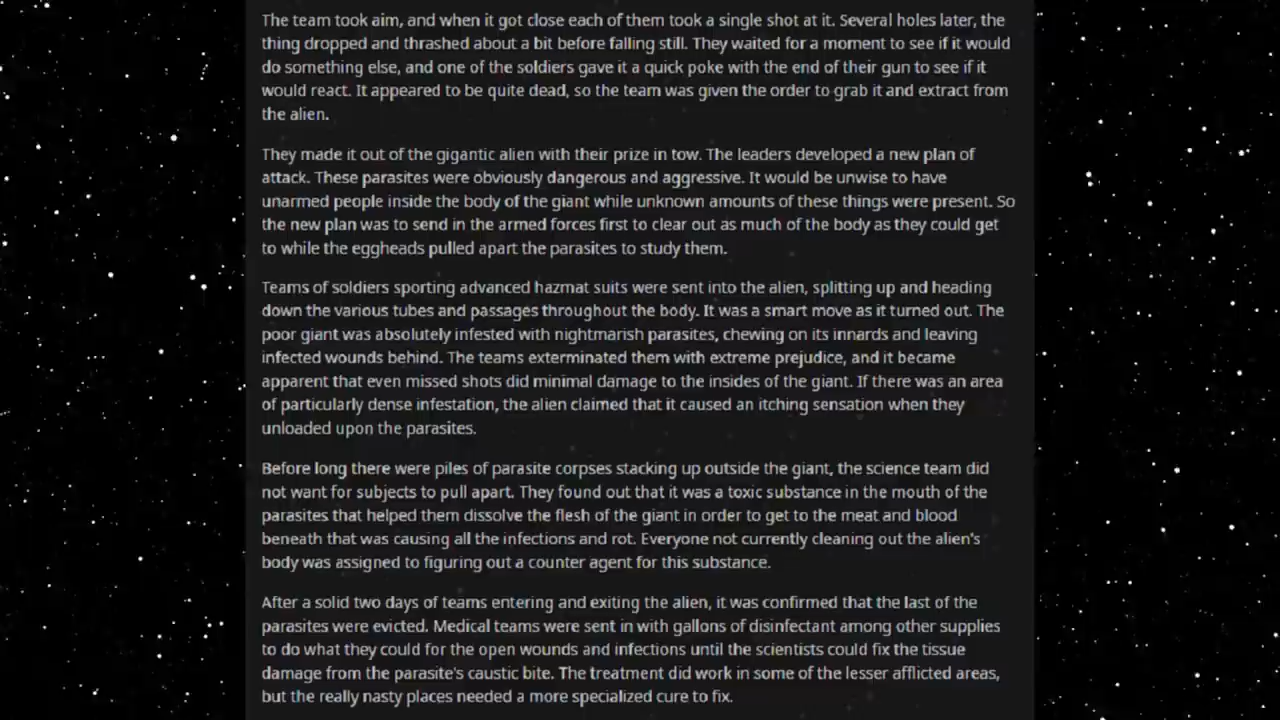 The team took aim, and when it got close each of them took a single shot at it. Several holes later, the
thing dropped and thrashed about a bit before falling still. They waited for a moment to see if it would
do something else, and one of the soldiers gave it a quick poke with the end of their gun to see if it
would react. It appeared to be quite dead, so the team was given the order to grab it and extract from
the alien.
They made it out of the gigantic alien with their prize in tow. The leaders developed a new plan of
attack. These parasites were obviously dangerous and aggressive. It would be unwise to have
unarmed people inside the body of the giant while unknown amounts of these things were present. So
the new plan was to send in the armed forces first to clear out as much of the body as they could get
to while the eggheads pulled apart the parasites to study them.
Teams of soldiers sporting advanced hazmat suits were sent into the alien, splitting up and heading
down the various tubes and passages throughout the body. It was a smart move as it turned out. The
poor giant was absolutely infested with nightmarish parasites, chewing on its innards and leaving
infected wounds behind. The teams exterminated them with extreme prejudice, and it became
apparent that even missed shots did minimal damage to the insides of the giant. If there was an area
of particularly dense infestation, the alien claimed that it caused an itching sensation when they
unloaded upon the parasites.
Before long there were piles of parasite corpses stacking up outside the giant, the science team did
not want for subjects to pull apart. They found out that it was a toxic substance in the mouth of the
parasites that helped them dissolve the flesh of the giant in order to get to the meat and blood
beneath that was causing all the infections and rot. Everyone not currently cleaning out the alien's
body was assigned to figuring out a counter agent for this substance.
After a solid two days of teams entering and exiting the alien, it was confirmed that the last of the
parasites were evicted. Medical teams were sent in with gallons of disinfectant among other supplies
to do what they could for the open wounds and infections until the scientists could fix the tissue
damage from the parasite's caustic bite. The treatment did work in some of the lesser afflicted areas,
but the really nasty places needed a more specialized cure to fix.